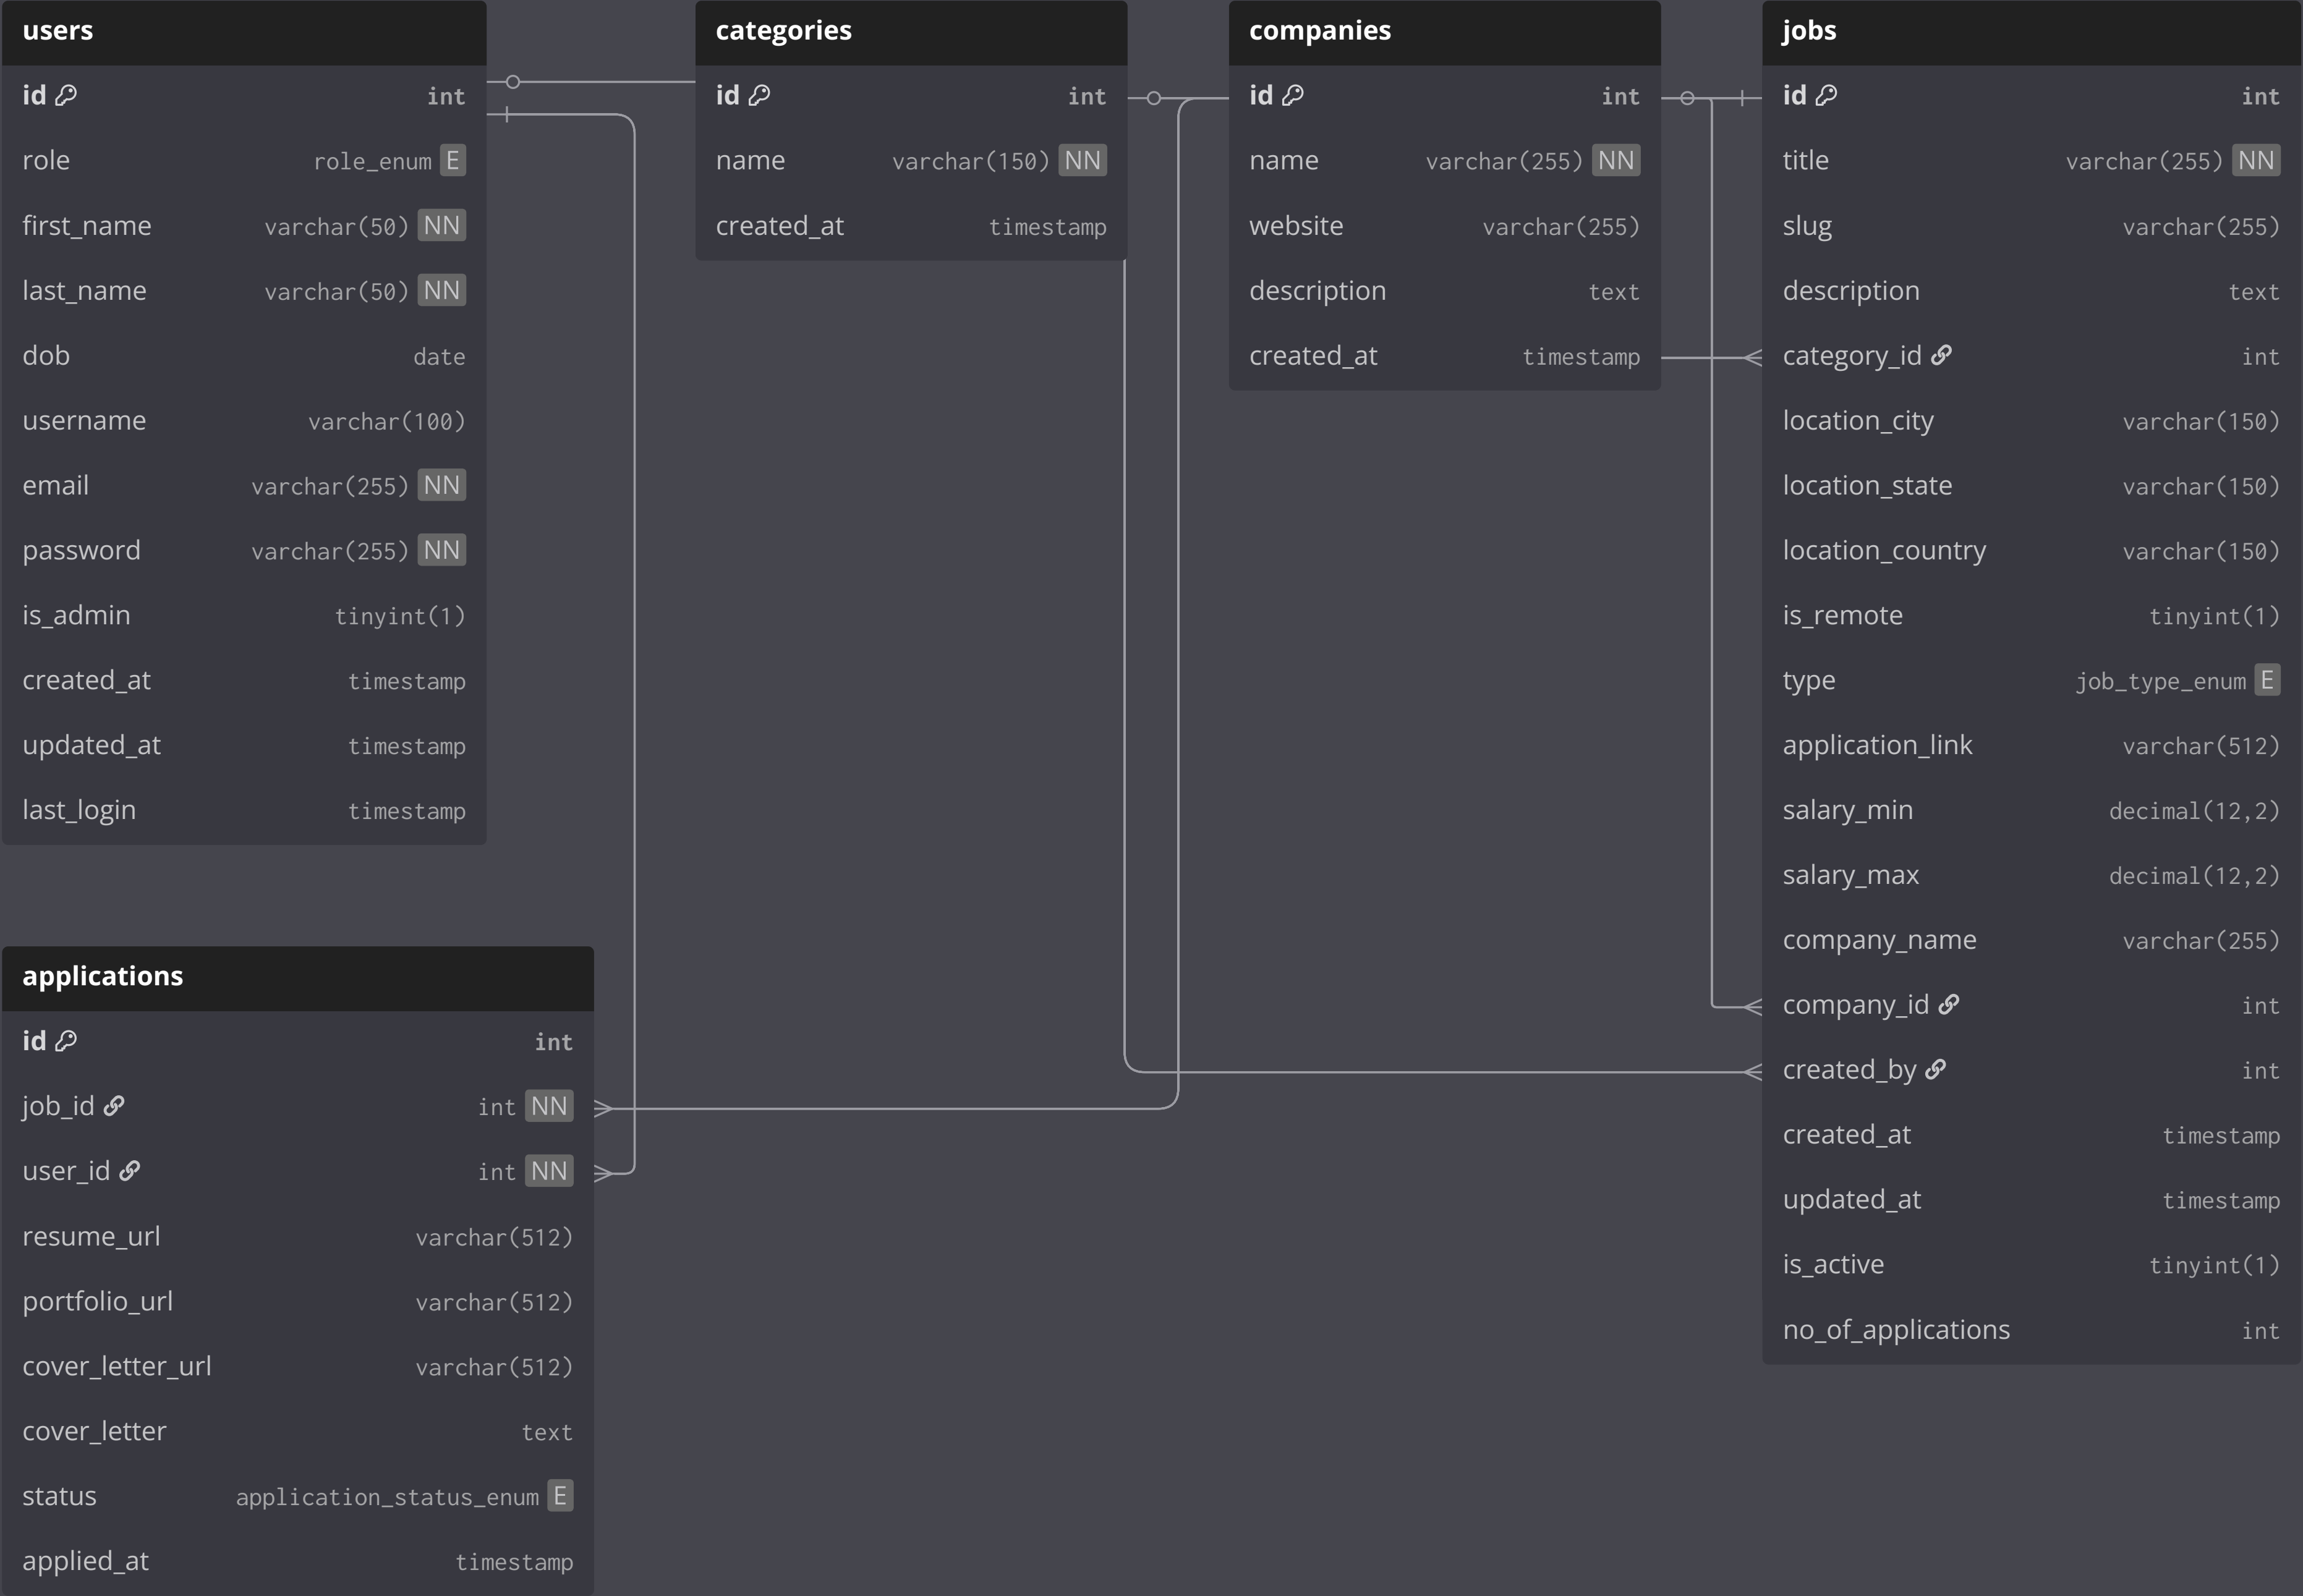 users
id int
role role_enum E
first_name varchar(50) NN
last_name varchar(50) NN
dob date
username varchar(100)
email varchar(255) NN
password varchar(255) NN
is_admin tinyint(1)
created_at timestamp
updated_at timestamp
last_login timestamp
categories
id int
name varchar(150) NN
created_at timestamp
companies
id int
name varchar(255) NN
website varchar(255)
description text
created_at timestamp
jobs
id int
title varchar(255) NN
slug varchar(255)
description text
category_id int
location_city varchar(150)
location_state varchar(150)
location_country varchar(150)
is_remote tinyint(1)
type job_type_enum E
application_link varchar(512)
salary_min decimal(12,2)
salary_max decimal(12,2)
company_name varchar(255)
company_id int
created_by int
created_at timestamp
updated_at timestamp
is_active tinyint(1)
no_of_applications int
applications
id int
job_id int NN
user_id int NN
resume_url varchar(512)
portfolio_url varchar(512)
cover_letter_url varchar(512)
cover_letter text
status application_status_enum E
applied_at timestamp